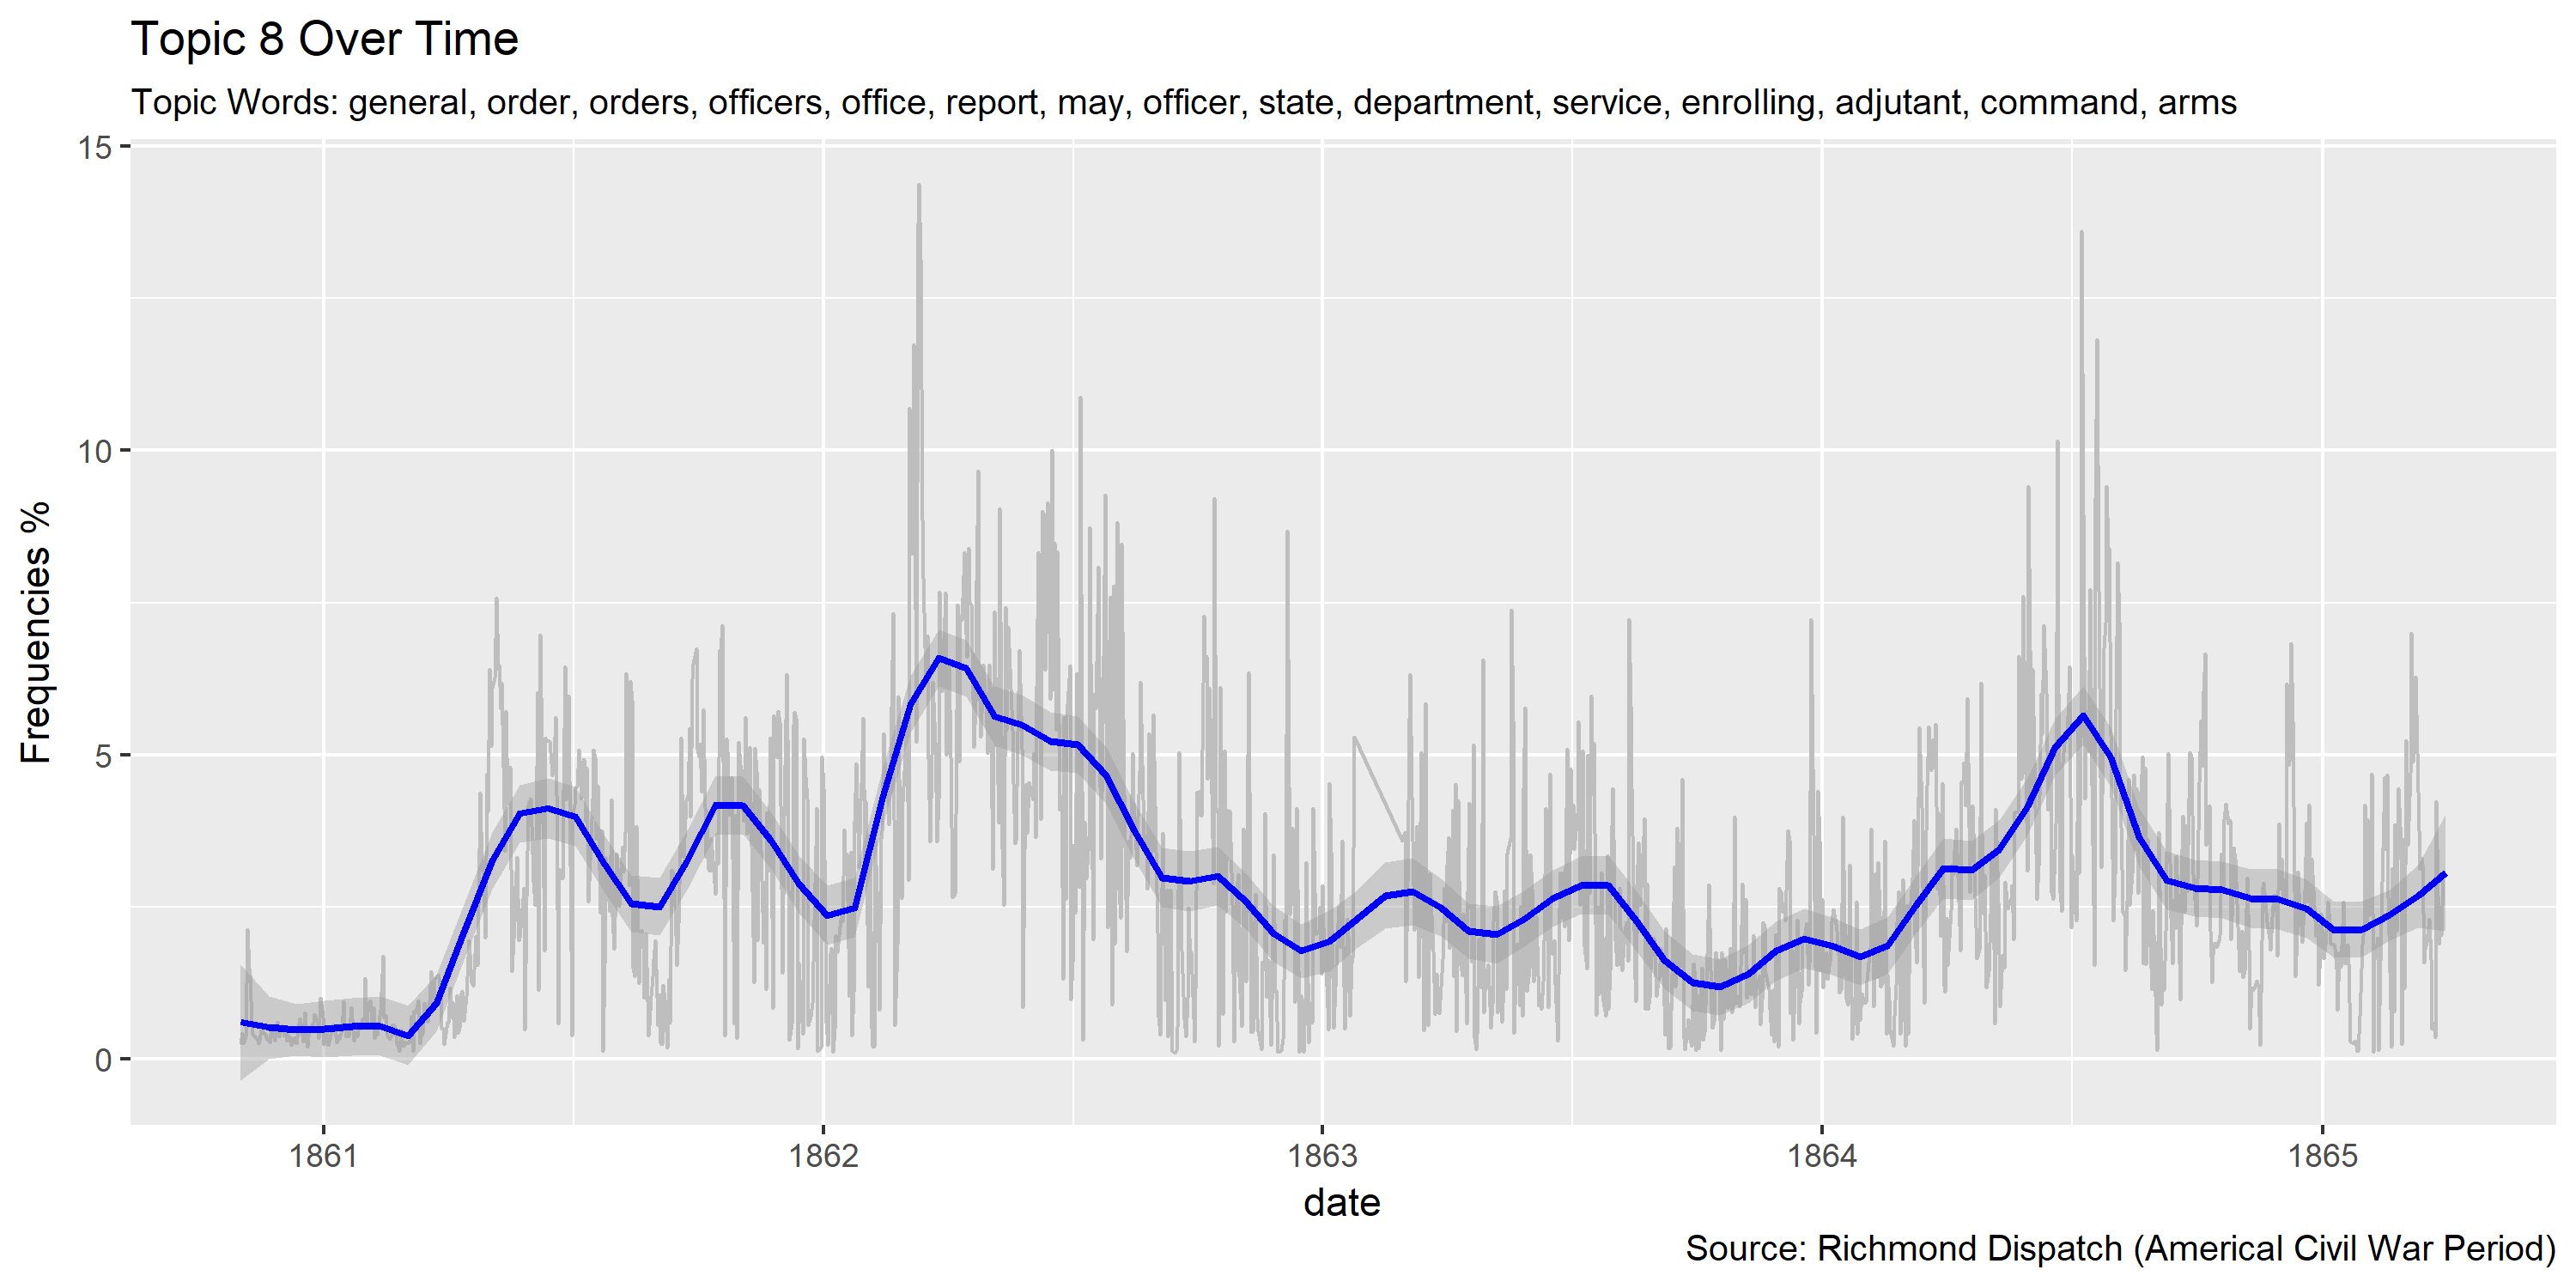 Topic 8 Over Time
Topic Words: general, order, orders, officers, office, report, may, officer, state, department, service, enrolling, adjutant, command, arms
15
10
5
0
Frequencies %
1861 1862 1863 1864 1865
date
Source: Richmond Dispatch (Americal Civil War Period)